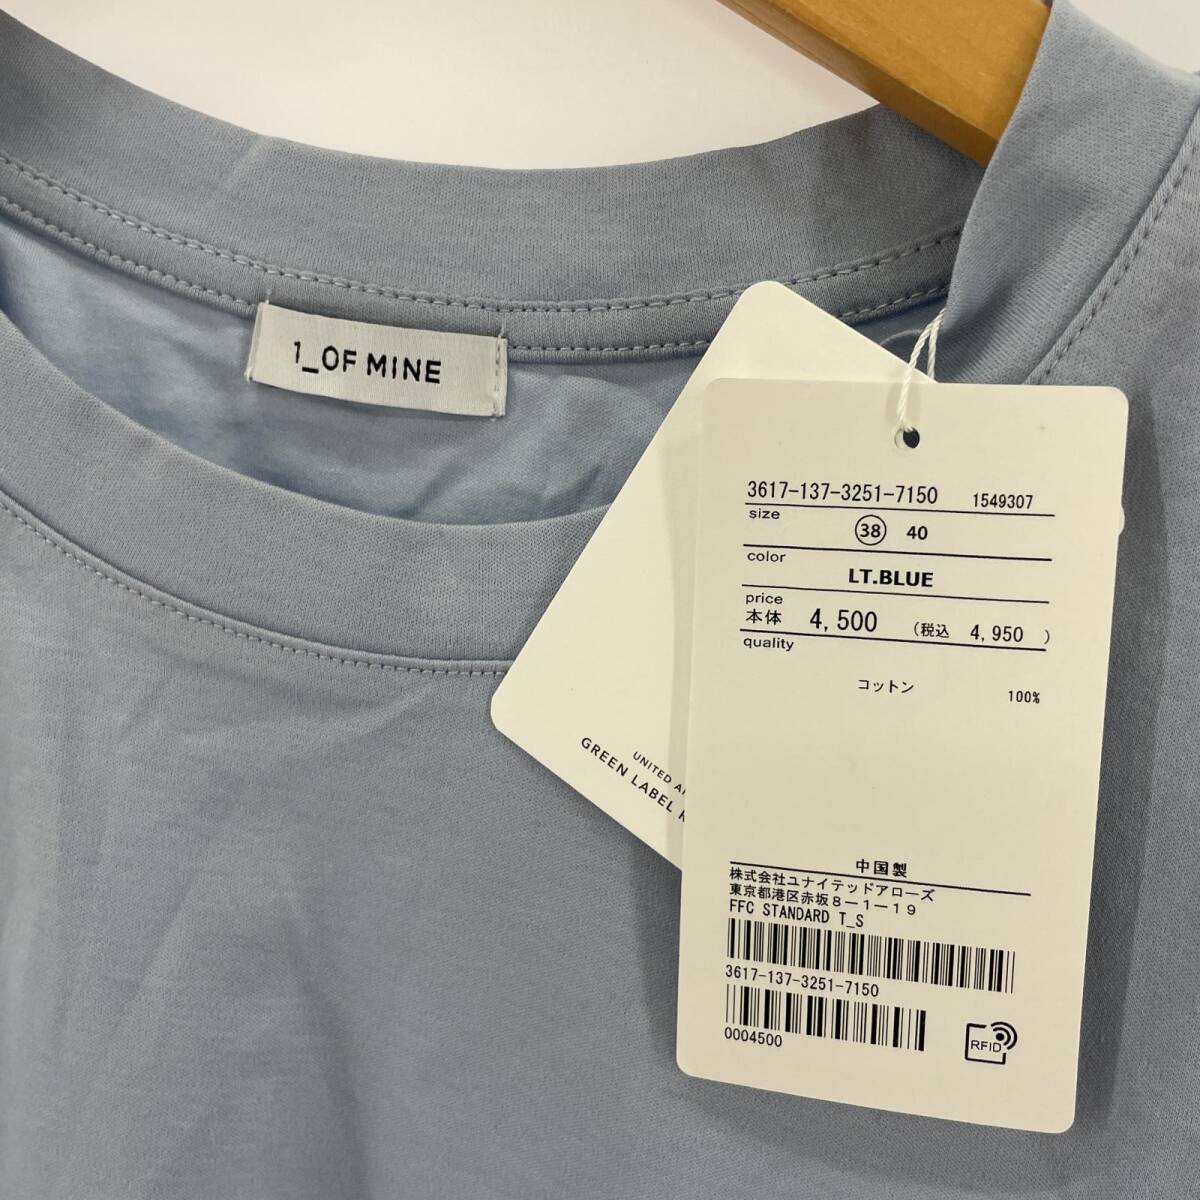 1_OF MINE
3617-137-3251-7150 1549307
size
38 40
color
LT.BLUE
price
本体 4,500 (税込 4,950 )
quality
コットン 100%
UNITED
GREEN LABEL
中国製
株式会社ユナイテッドアローズ
東京都港区赤坂8-1-19
FFC STANDARD T_S
3617-137-3251-7150
0004500
RFID